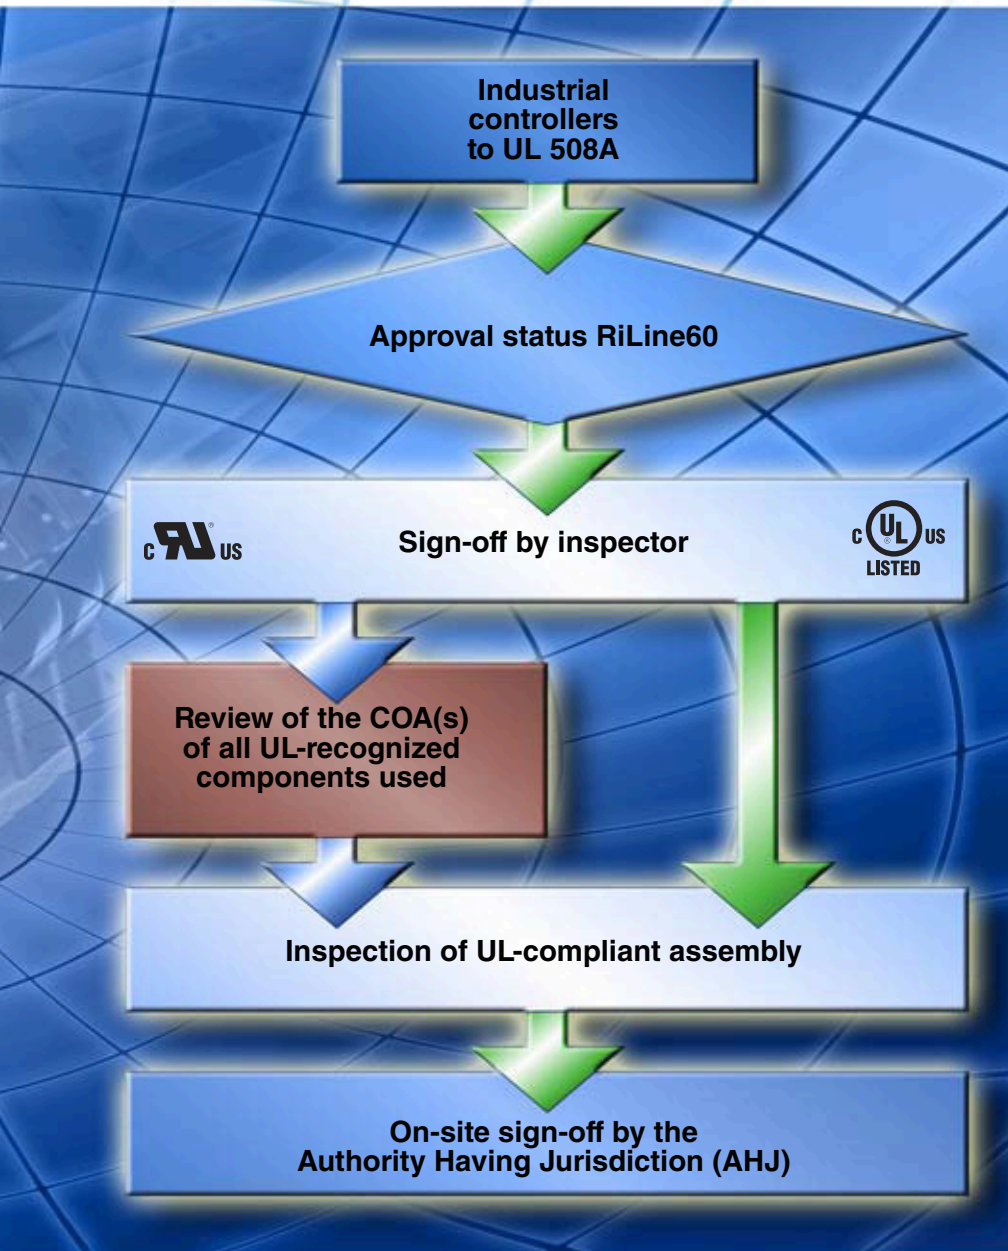 Industrial
controllers
to UL 508A
Approval status RiLine60
c RU ® US
Sign-off by inspector
c UL ® US
LISTED
Review of the COA(s)
of all UL-recognized
components used
Inspection of UL-compliant assembly
On-site sign-off by the
Authority Having Jurisdiction (AHJ)